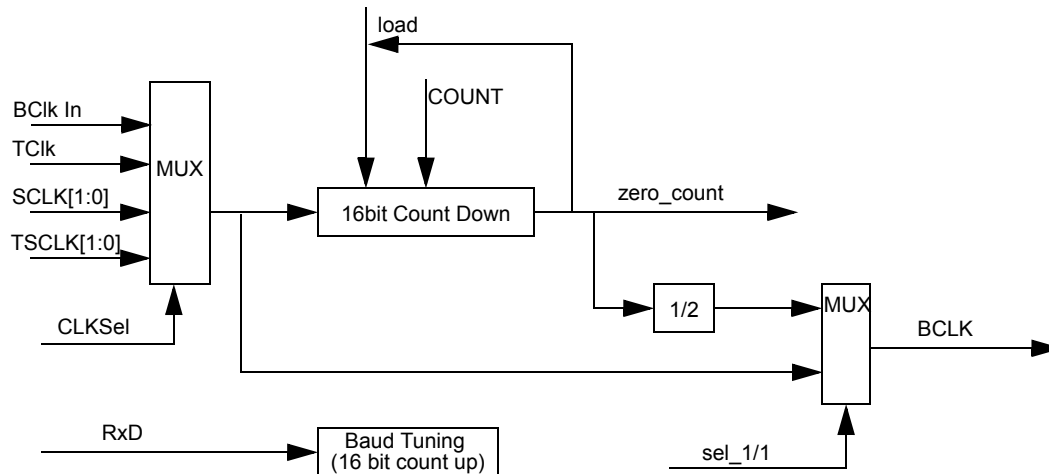 load
COUNT
BClk In
TClk
MUX
SCLK[1:0]
16bit Count Down
zero_count
TSCLK[1:0]
1/2
MUX
CLKSel
BCLK
RxD
Baud Tuning
(16 bit count up)
sel_1/1